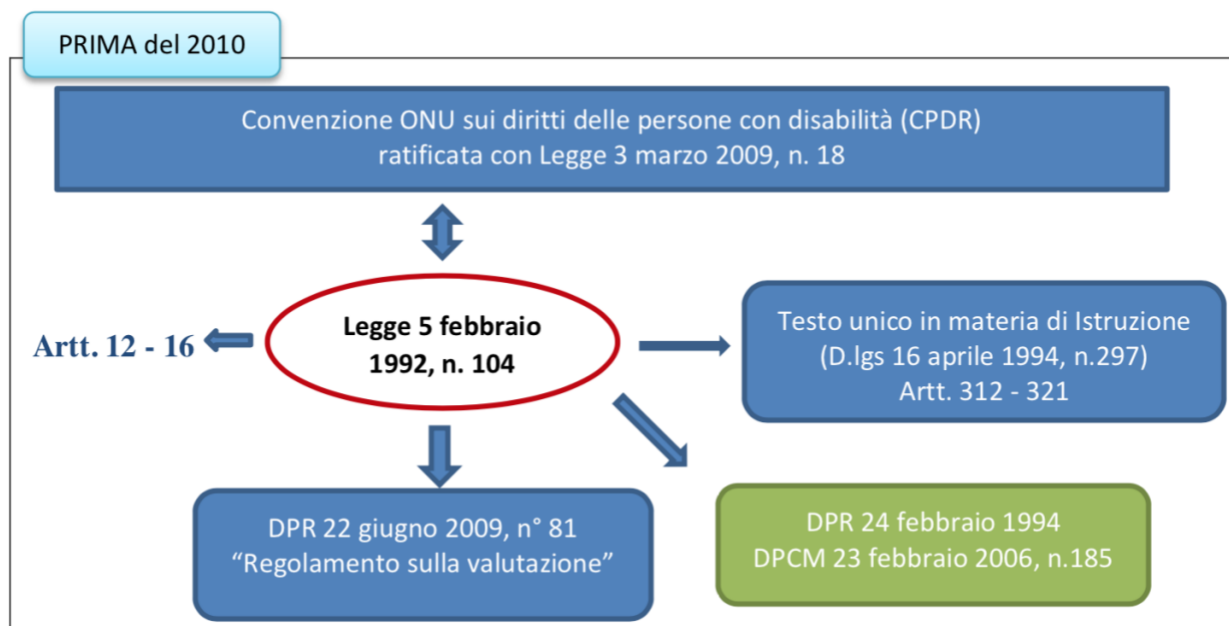 PRIMA del 2010
Convenzione ONU sui diritti delle persone con disabilità (CPDR)
ratificata con Legge 3 marzo 2009, n. 18
Artt. 12 - 16
Legge 5 febbraio
1992, n. 104
Testo unico in materia di Istruzione
(D.lgs 16 aprile 1994, n.297)
Artt. 312 - 321
DPR 22 giugno 2009, n° 81
“Regolamento sulla valutazione”
DPR 24 febbraio 1994
DPCM 23 febbraio 2006, n.185